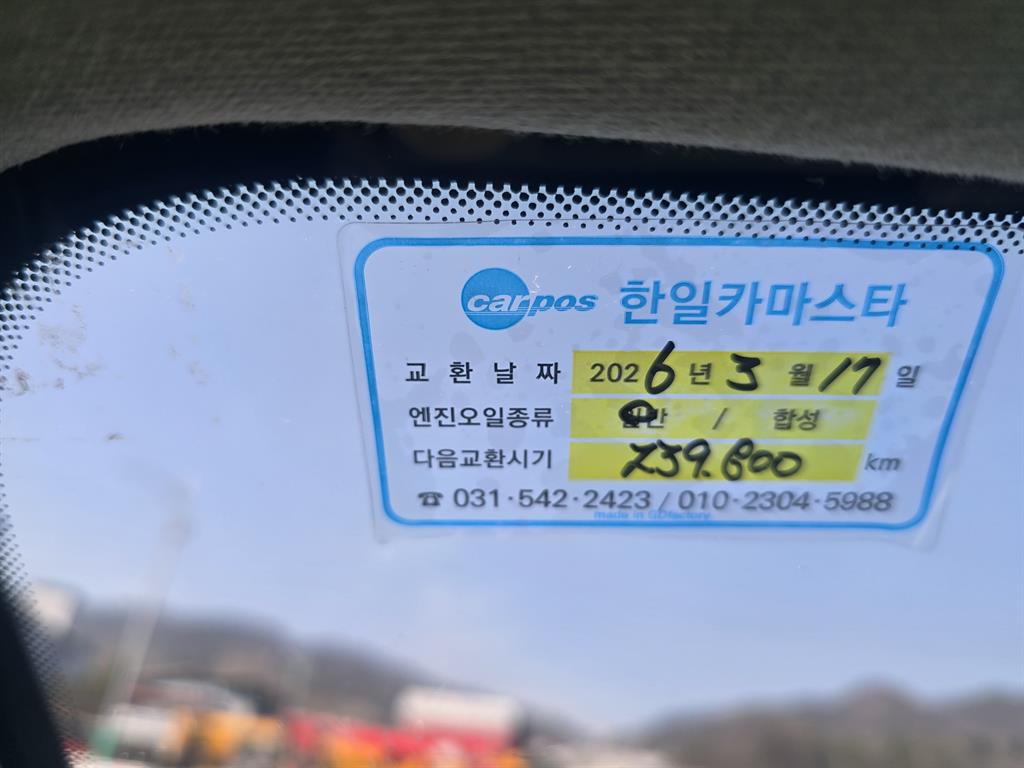 carpos 한일카마스타
교환날짜 2026년 3월 17일
엔진오일종류 일반 / 합성
다음교환시기 239.800 km
☎ 031·542·2423 / 010·2304·5988
made in GDfactory